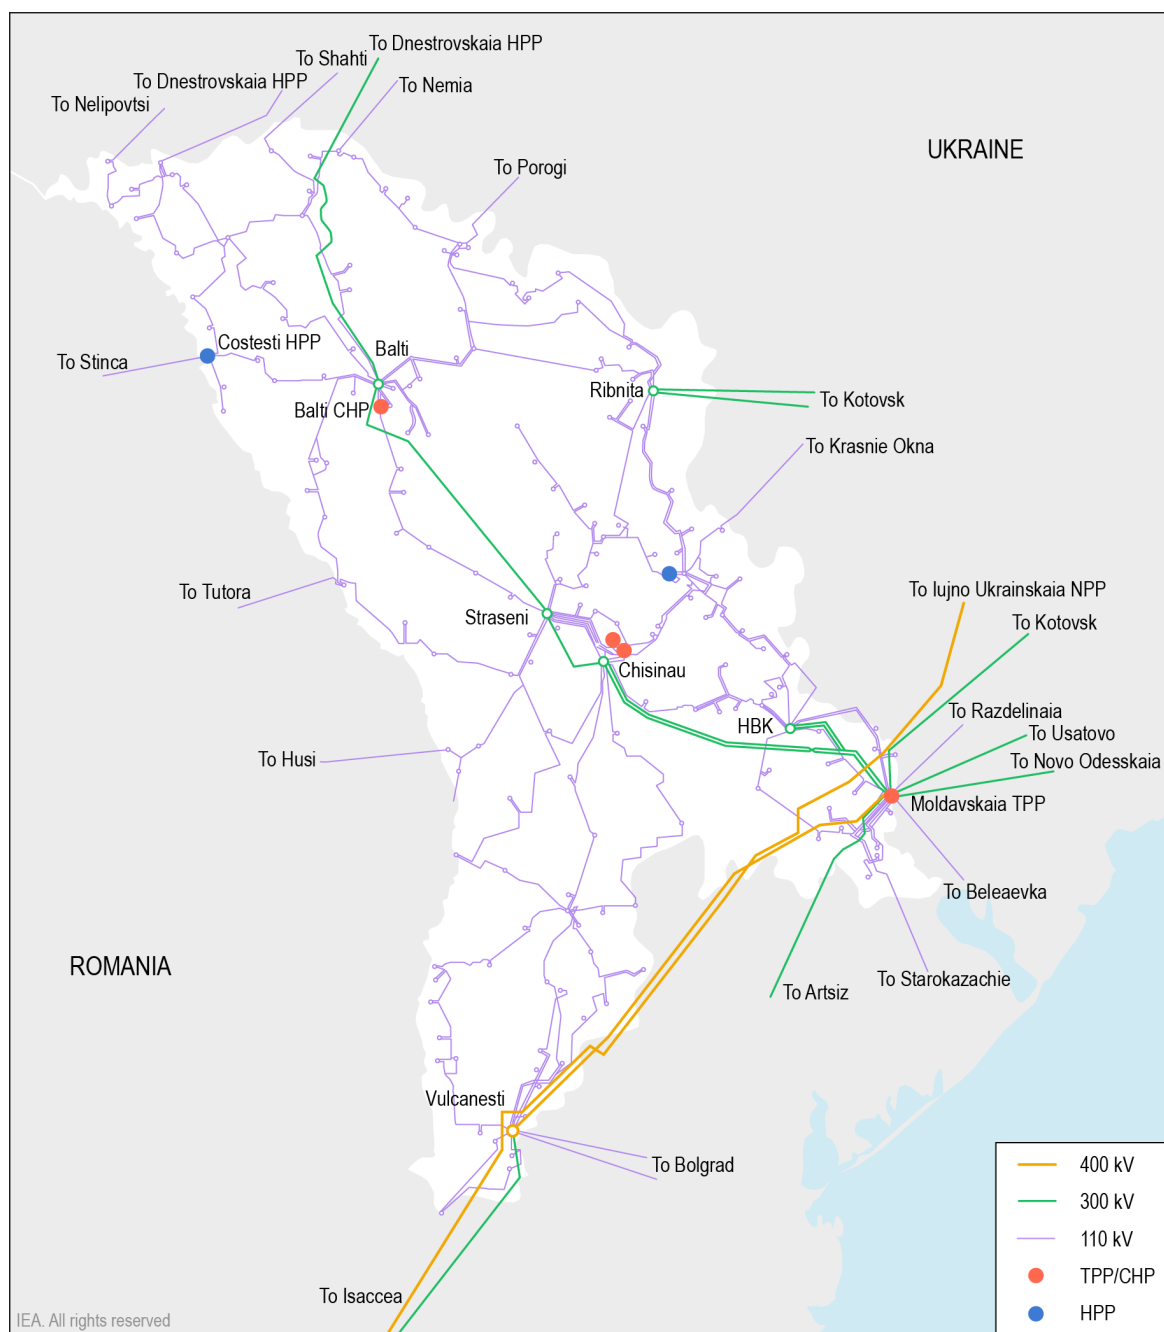 To Dnestrovskaia HPP
To Shahti
To Dnestrovskaia HPP
To Nemia
To Nelipovtsi
UKRAINE
To Porogi
Costesti HPP
Balti
To Stinca
Ribnita
To Kotovsk
Balti CHP
To Krasnie Okna
To Tutora
To Iujno Ukrainskaia NPP
Straseni
To Kotovsk
Chisinau
To Razdelinaia
HBK
To Usatovo
To Husi
To Novo Odesskaia
Moldavskaia TPP
To Beleaevka
ROMANIA
To Starokazachie
To Artsiz
Vulcanesti
To Bolgrad
400 kV
300 kV
110 kV
TPP/CHP
To Isaccea
HPP
IEA. All rights reserved